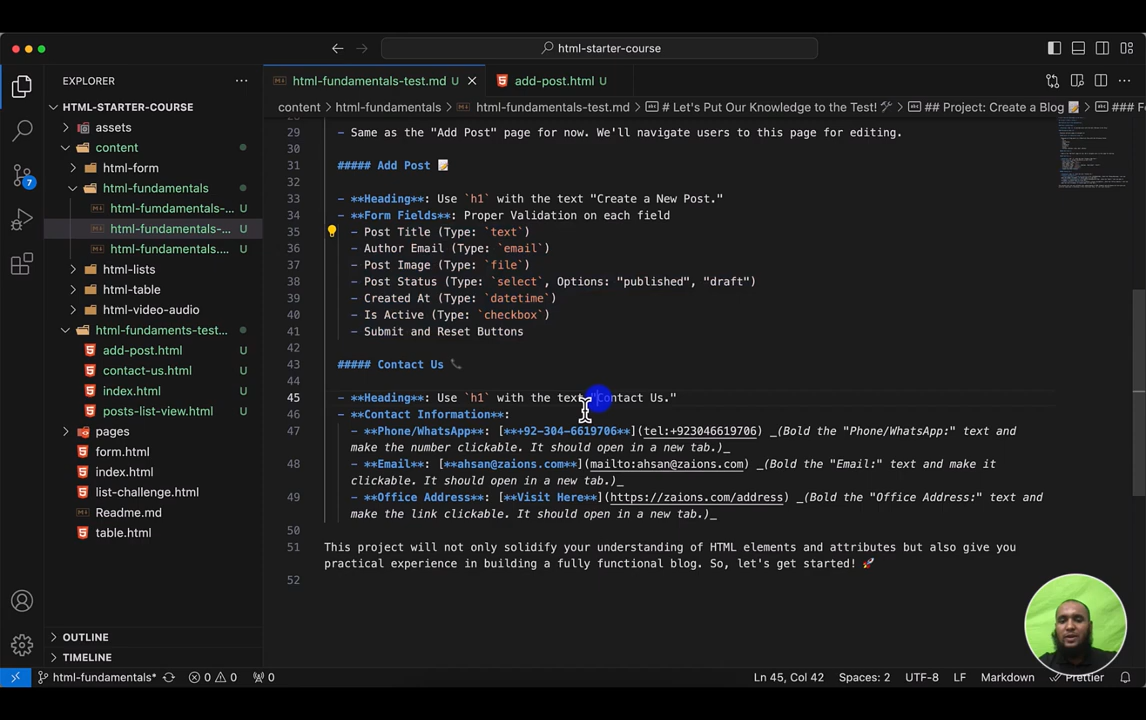 html-starter-course
EXPLORER
html-fundamentals-test.md U
add-post.html U
HTML-STARTER-COURSE
content > html-fundamentals > html-fundamentals-test.md > # Let's Put Our Knowledge to the Test! 🛠️ > ## Project: Create a Blog 📝 > ### F
assets
content
html-form
html-fundamentals
html-fumdamentals-... U
html-fundamentals-... U
html-fundamentals.... U
html-lists
html-table
html-video-audio
html-fundaments-test...
add-post.html U
contact-us.html U
index.html U
posts-list-view.html U
pages
form.html
index.html
list-challenge.html
Readme.md
table.html
OUTLINE
TIMELINE
7
29 - Same as the "Add Post" page for now. We'll navigate users to this page for editing.
30
31 ##### Add Post 📝
32
33 - **Heading**: Use `h1` with the text "Create a New Post."
34 - **Form Fields**: Proper Validation on each field
35 - Post Title (Type: `text`)
36 - Author Email (Type: `email`)
37 - Post Image (Type: `file`)
38 - Post Status (Type: `select`, Options: "published", "draft")
39 - Created At (Type: `datetime`)
40 - Is Active (Type: `checkbox`)
41 - Submit and Reset Buttons
42
43 ##### Contact Us 📞
44
45 - **Heading**: Use `h1` with the text "Contact Us."
46 - **Contact Information**:
47 - **Phone/WhatsApp**: [**+92-304-6619706**](tel:+923046619706) _(Bold the "Phone/WhatsApp:" text and
make the number clickable. It should open in a new tab.)_
48 - **Email**: [**ahsan@zaions.com**](mailto:ahsan@zaions.com) _(Bold the "Email:" text and make it
clickable. It should open in a new tab.)_
49 - **Office Address**: [**Visit Here**](https://zaions.com/address) _(Bold the "Office Address:" text and
make the link clickable. It should open in a new tab.)_
50
51 This project will not only solidify your understanding of HTML elements and attributes but also give you
practical experience in building a fully functional blog. So, let's get started! 🚀
52
html-fundamentals* 0 0 0 Ln 45, Col 42 Spaces: 2 UTF-8 LF Markdown Prettier